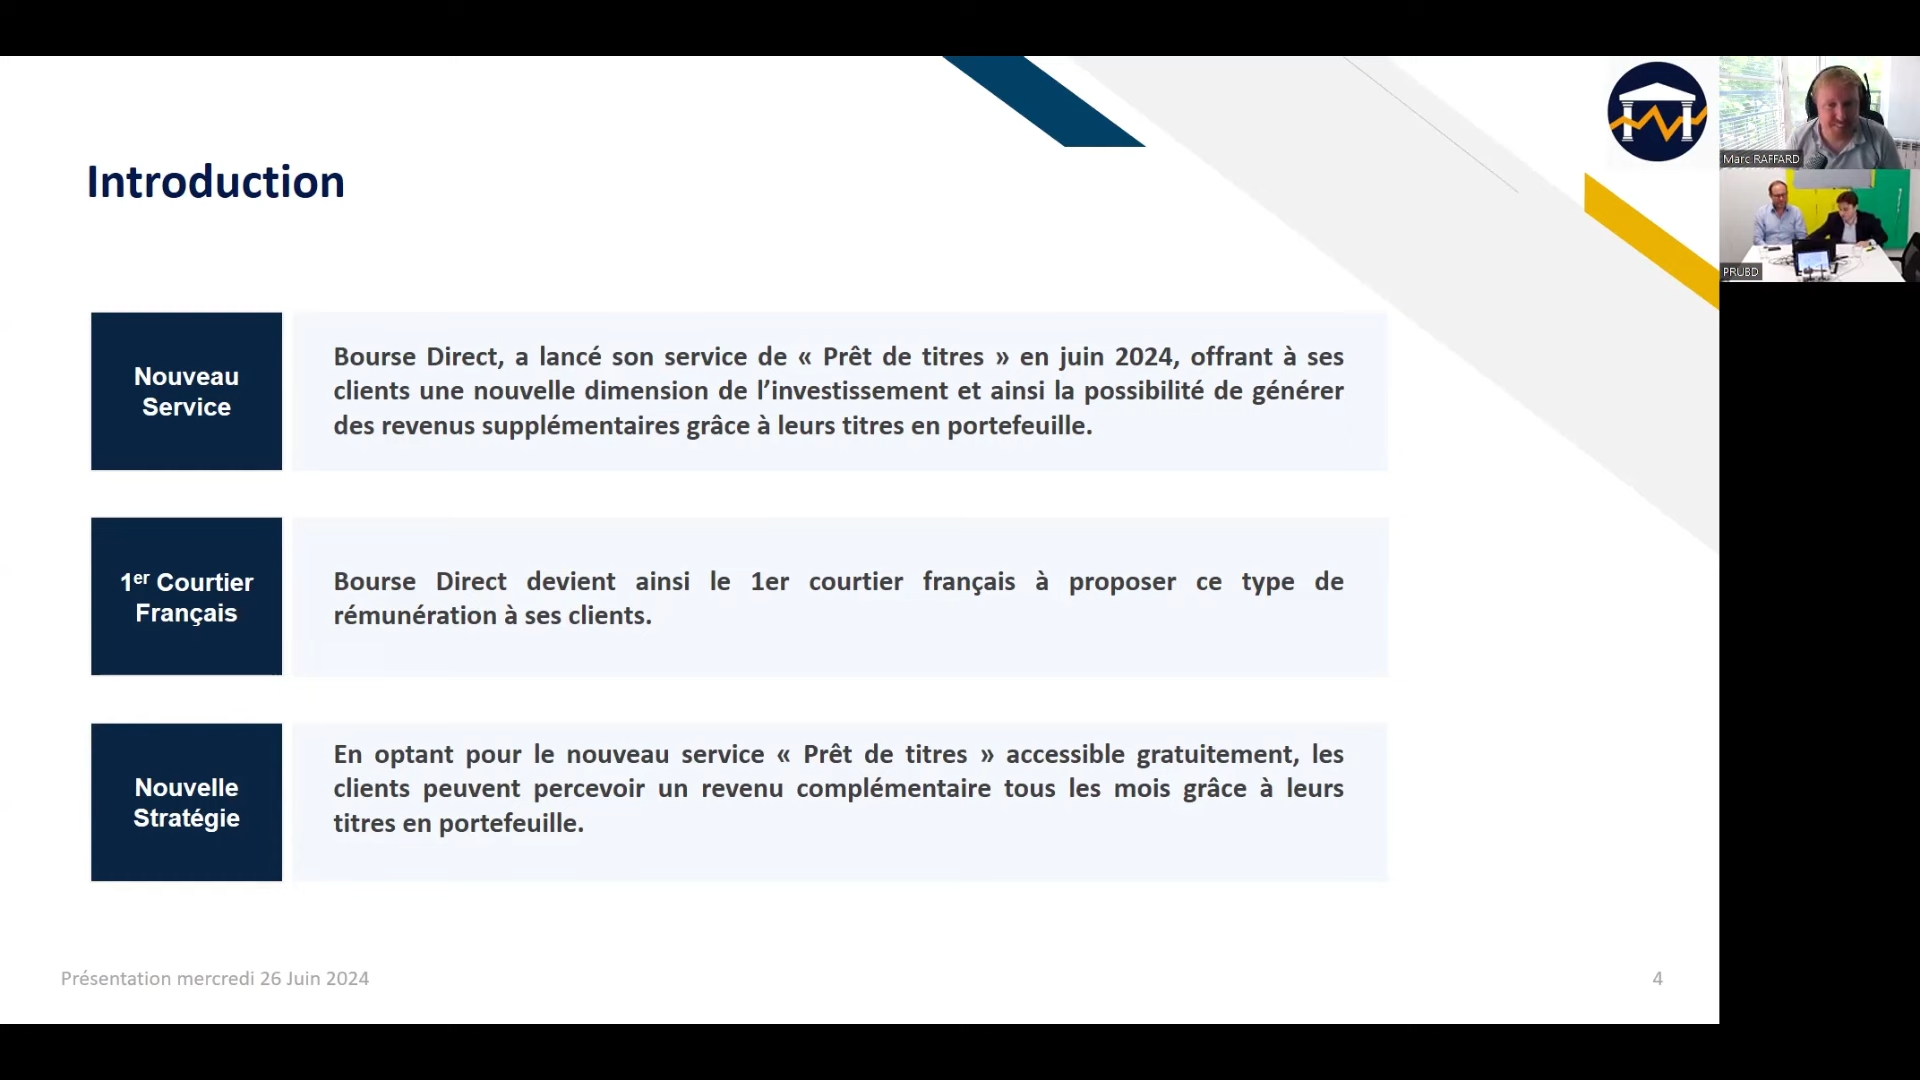 Introduction
Nouveau
Service
Bourse Direct, a lancé son service de « Prêt de titres » en juin 2024, offrant à ses
clients une nouvelle dimension de l’investissement et ainsi la possibilité de générer
des revenus supplémentaires grâce à leurs titres en portefeuille.
1er Courtier
Français
Bourse Direct devient ainsi le 1er courtier français à proposer ce type de
rémunération à ses clients.
Nouvelle
Stratégie
En optant pour le nouveau service « Prêt de titres » accessible gratuitement, les
clients peuvent percevoir un revenu complémentaire tous les mois grâce à leurs
titres en portefeuille.
Présentation mercredi 26 Juin 2024
4
Marc RAFFARD
PRUBD